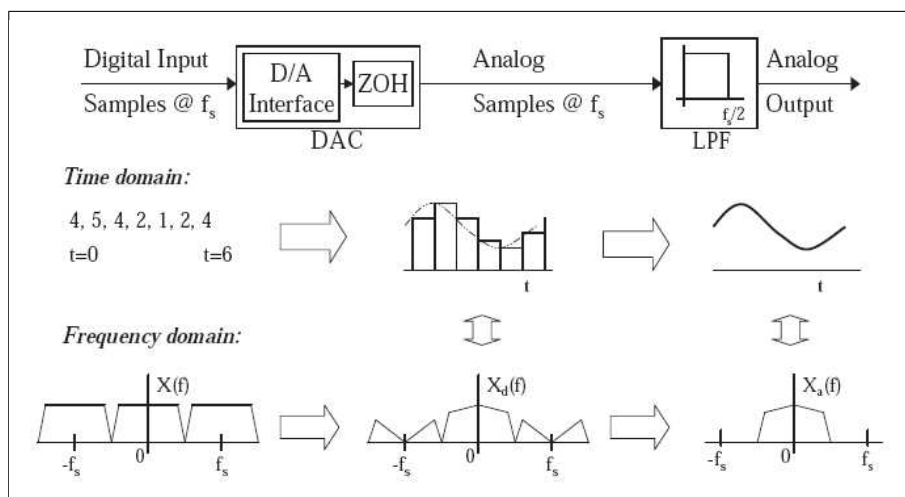 Digital Input
Samples @ fs
D/A
Interface
ZOH
DAC
Analog
Samples @ fs
fs/2
LPF
Analog
Output
Time domain:
4, 5, 4, 2, 1, 2, 4
t=0 t=6
t
t
Frequency domain:
X(f)
-fs 0 fs
Xd(f)
-fs 0 fs
Xa(f)
-fs 0 fs